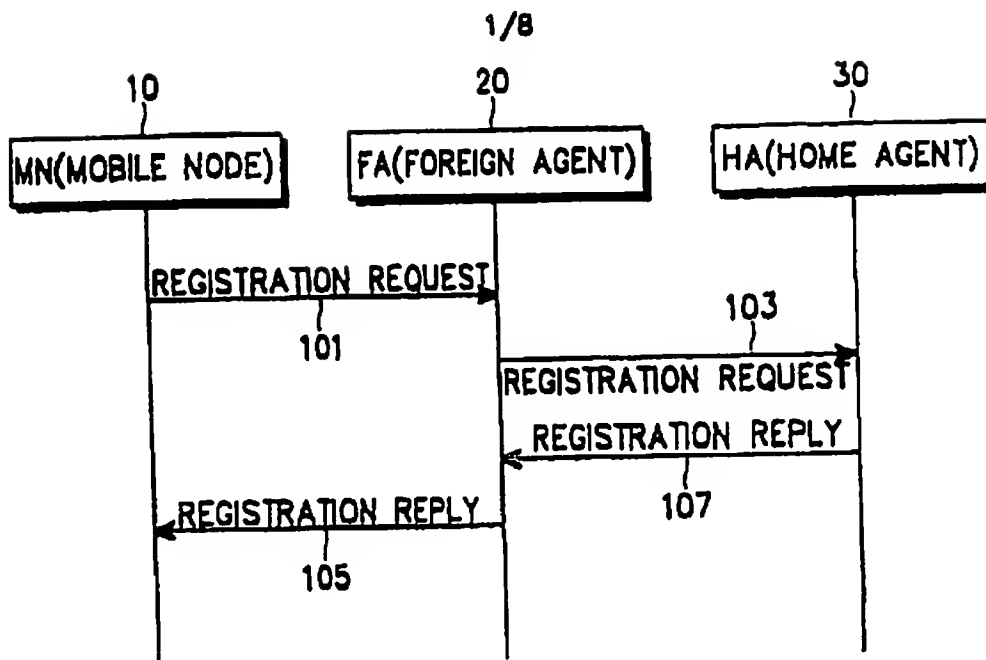 1/8
10
20
30
MN(MOBILE NODE)
FA(FOREIGN AGENT)
HA(HOME AGENT)
REGISTRATION REQUEST
101
103
REGISTRATION REQUEST
REGISTRATION REPLY
107
REGISTRATION REPLY
105